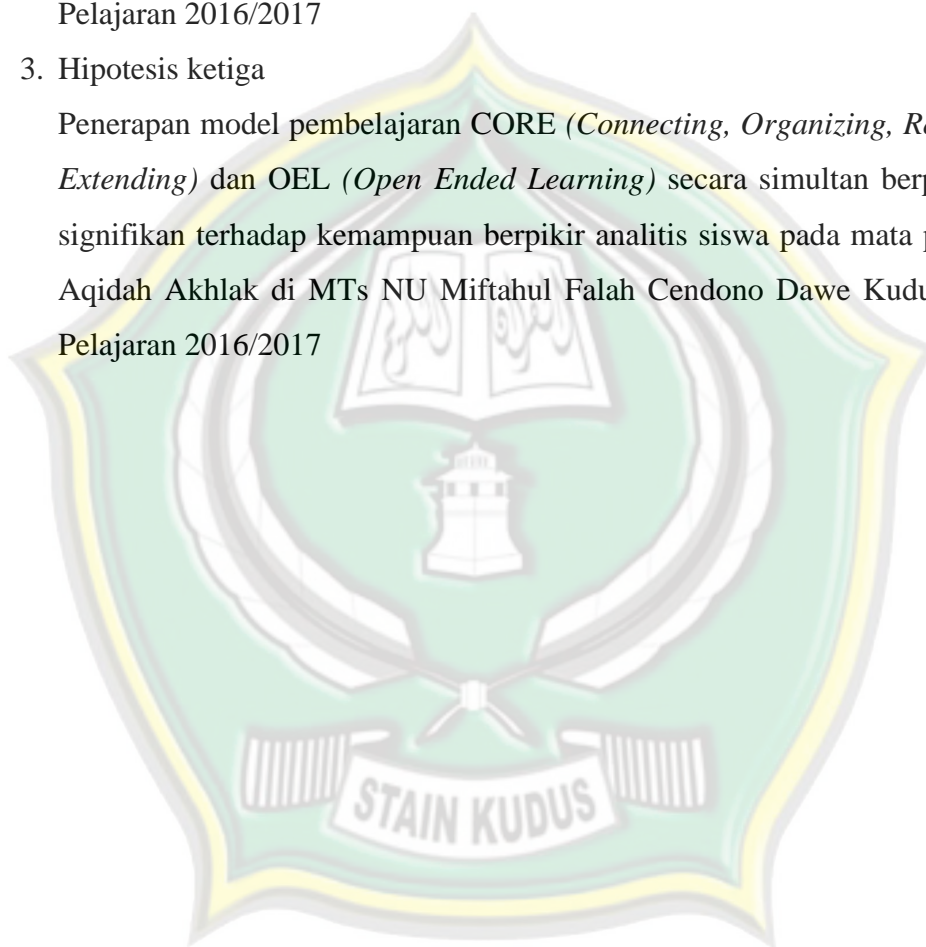 Pelajaran 2016/2017
3. Hipotesis ketiga
Penerapan model pembelajaran CORE (Connecting, Organizing,
Extending) dan OEL (Open Ended Learning) secara simultan
signifikan terhadap kemampuan berpikir analitis siswa pada mata
Aqidah Akhlak di MTs NU Miftahul Falah Cendono Dawe
Pelajaran 2016/2017
STAIN KUDUS